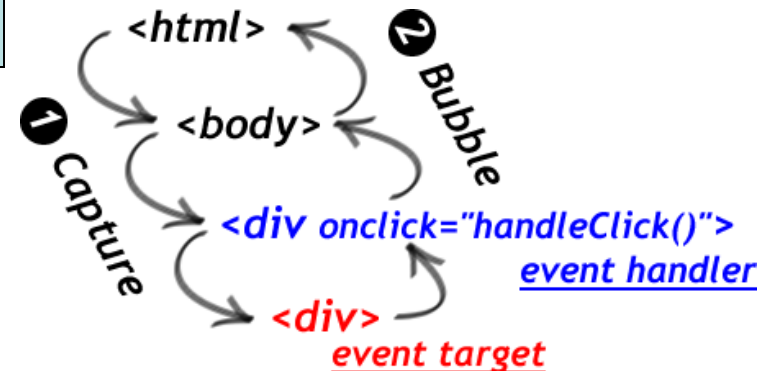 <html>
2 Bubble
<body>
1 Capture
<div onclick="handleClick()">
event handler
<div>
event target